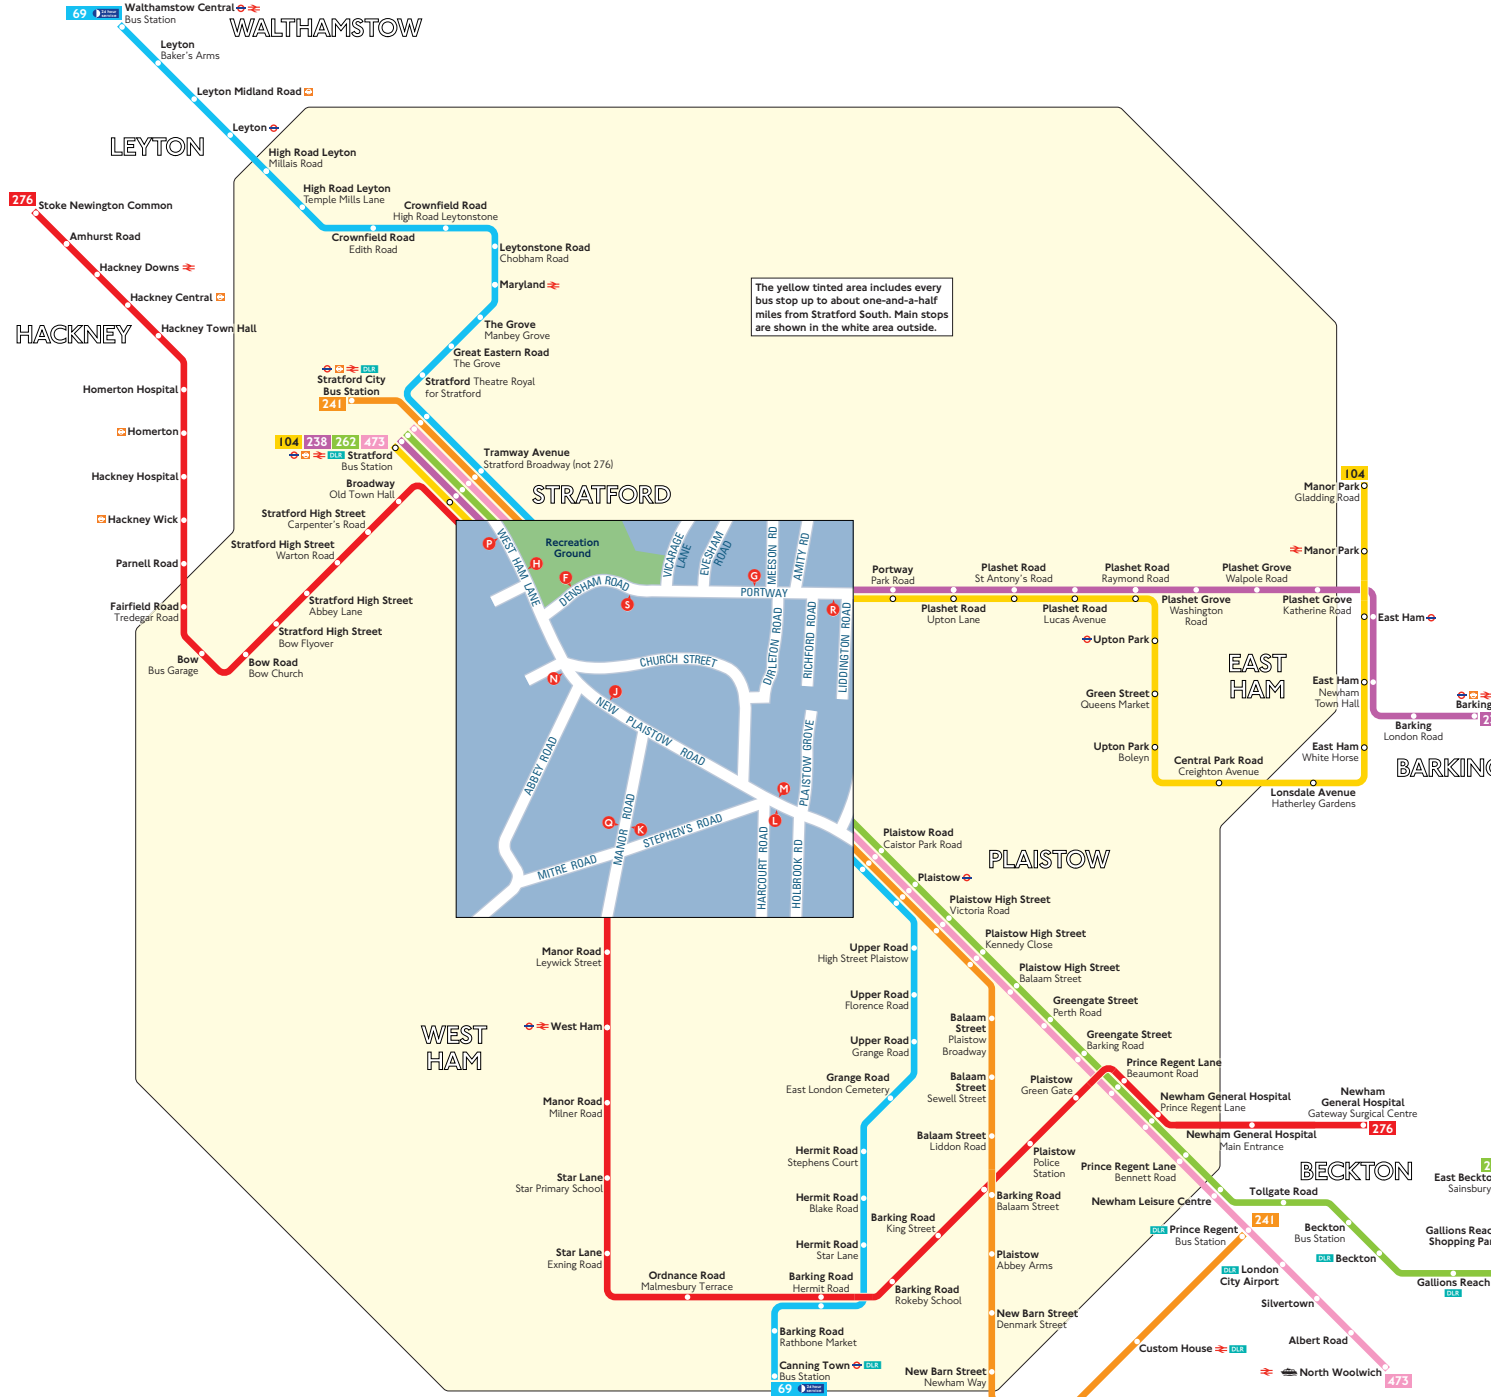 69 24 hour service
Walthamstow Central
Bus Station
WALTHAMSTOW
Leyton
Baker's Arms
Leyton Midland Road
Leyton
LEYTON
High Road Leyton
Millais Road
High Road Leyton
Temple Mills Lane
Crownfield Road
High Road Leytonstone
Crownfield Road
Edith Road
Leytonstone Road
Chobham Road
Maryland
The Grove
Manbey Grove
Great Eastern Road
The Grove
Stratford Theatre Royal
for Stratford
276
Stoke Newington Common
Amhurst Road
Hackney Downs
Hackney Central
HACKNEY
Hackney Town Hall
Homerton Hospital
Homerton
Hackney Hospital
Hackney Wick
Parnell Road
Fairfield Road
Tredegar Road
Bow
Bus Garage
Bow Road
Bow Church
Stratford High Street
Bow Flyover
Stratford High Street
Abbey Lane
Stratford High Street
Warton Road
Stratford High Street
Carpenter's Road
Broadway
Old Town Hall
The yellow tinted area includes every
bus stop up to about one-and-a-half
miles from Stratford South. Main stops
are shown in the white area outside.
DLR
Stratford City
Bus Station
241
104 238 262 473
DLR Stratford
Bus Station
Tramway Avenue
Stratford Broadway (not 276)
STRATFORD
Recreation
Ground
WEST HAM LANE
DENSHAM ROAD
VICARAGE
LANE
EVESHAM
ROAD
MEESON RD
AMITY RD
PORTWAY
CHURCH STREET
DIRLETON ROAD
RICHFORD ROAD
LIDDINGTON ROAD
NEW PLAISTOW ROAD
PLAISTOW GROVE
ABBEY ROAD
MANOR ROAD
MITRE ROAD
STEPHEN'S ROAD
HARCOURT ROAD
HOLBROOK RD
P
H
F
S
G
R
N
J
M
L
Q
K
Portway
Park Road
Plashet Road
St Antony's Road
Plashet Road
Raymond Road
Plashet Grove
Walpole Road
Plashet Road
Upton Lane
Plashet Road
Lucas Avenue
Plashet Grove
Washington
Road
Plashet Grove
Katherine Road
104
Manor Park
Gladding Road
Manor Park
East Ham
Upton Park
EAST
HAM
East Ham
Newham
Town Hall
Green Street
Queens Market
Upton Park
Boleyn
Central Park Road
Creighton Avenue
East Ham
White Horse
Lonsdale Avenue
Hatherley Gardens
Barking
London Road
Barking
BARKING
PLAISTOW
Plaistow Road
Caistor Park Road
Plaistow
Plaistow High Street
Victoria Road
Plaistow High Street
Kennedy Close
Plaistow High Street
Balaam Street
Greengate Street
Perth Road
Greengate Street
Barking Road
Prince Regent Lane
Beaumont Road
Newham General Hospital
Prince Regent Lane
Newham General Hospital
Main Entrance
Newham
General Hospital
Gateway Surgical Centre
276
Manor Road
Leywick Street
WEST
HAM
West Ham
Manor Road
Milner Road
Star Lane
Star Primary School
Star Lane
Exning Road
Ordnance Road
Malmesbury Terrace
Barking Road
Hermit Road
Barking Road
Rokeby School
Barking Road
King Street
Plaistow
Police
Station
Plaistow
Green Gate
Upper Road
High Street Plaistow
Upper Road
Florence Road
Upper Road
Grange Road
Grange Road
East London Cemetery
Hermit Road
Stephens Court
Hermit Road
Blake Road
Hermit Road
Star Lane
Barking Road
Rathbone Market
Canning Town DLR
Bus Station
69 24 hour service
Balaam
Street
Plaistow
Broadway
Balaam
Street
Sewell Street
Balaam Street
Liddon Road
Barking Road
Balaam Street
Plaistow
Abbey Arms
New Barn Street
Denmark Street
New Barn Street
Newham Way
Prince Regent Lane
Bennett Road
Newham Leisure Centre
BECKTON
Tollgate Road
241
DLR Prince Regent
Bus Station
Beckton
Bus Station
DLR Beckton
Gallions Reach
DLR
DLR London
City Airport
Silvertown
Albert Road
Custom House DLR
North Woolwich
473